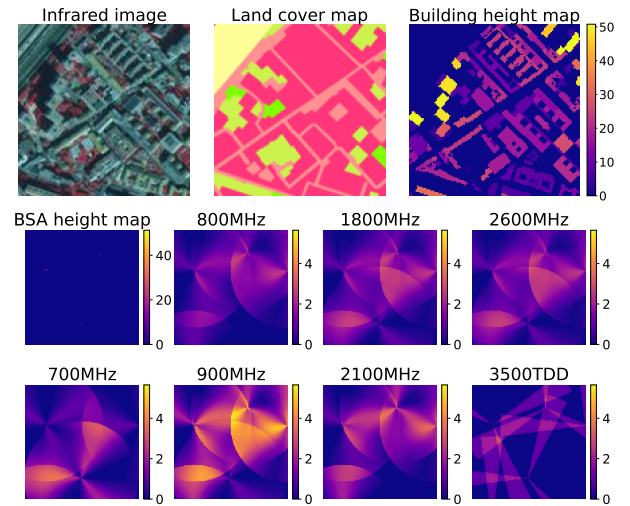 Infrared image
Land cover map
Building height map
50
40
30
20
10
0
BSA height map
800MHz
1800MHz
2600MHz
40
20
0
4
2
0
4
2
0
4
2
0
700MHz
900MHz
2100MHz
3500TDD
4
2
0
4
2
0
4
2
0
4
2
0